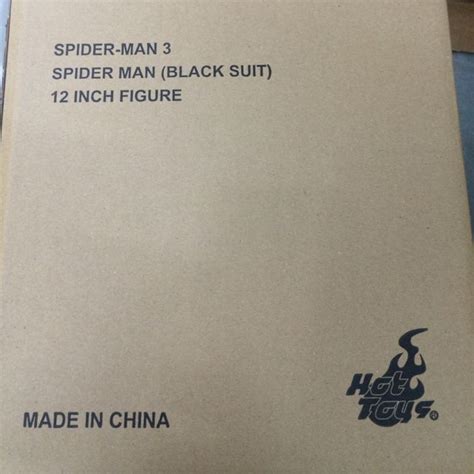 SPIDER-MAN 3
SPIDER MAN (BLACK SUIT)
12 INCH FIGURE
Hot
Toys®
MADE IN CHINA